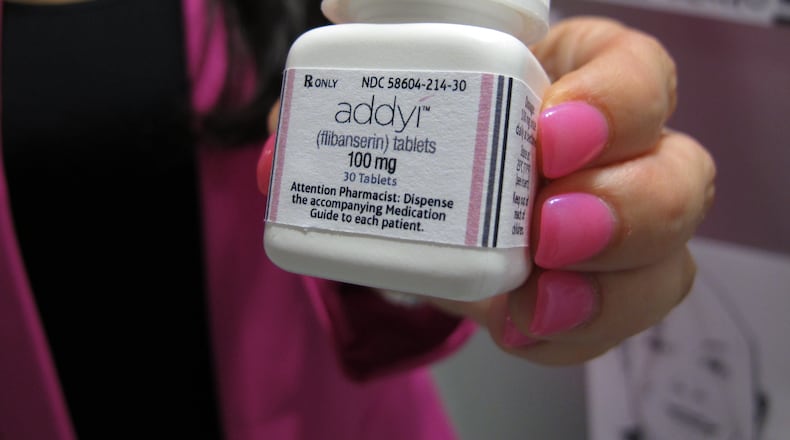 ℞ ONLY NDC 58604-214-30
addyi™
(flibanserin) tablets
100 mg
30 Tablets
Attention Pharmacist: Dispense
the accompanying Medication
Guide to each patient.